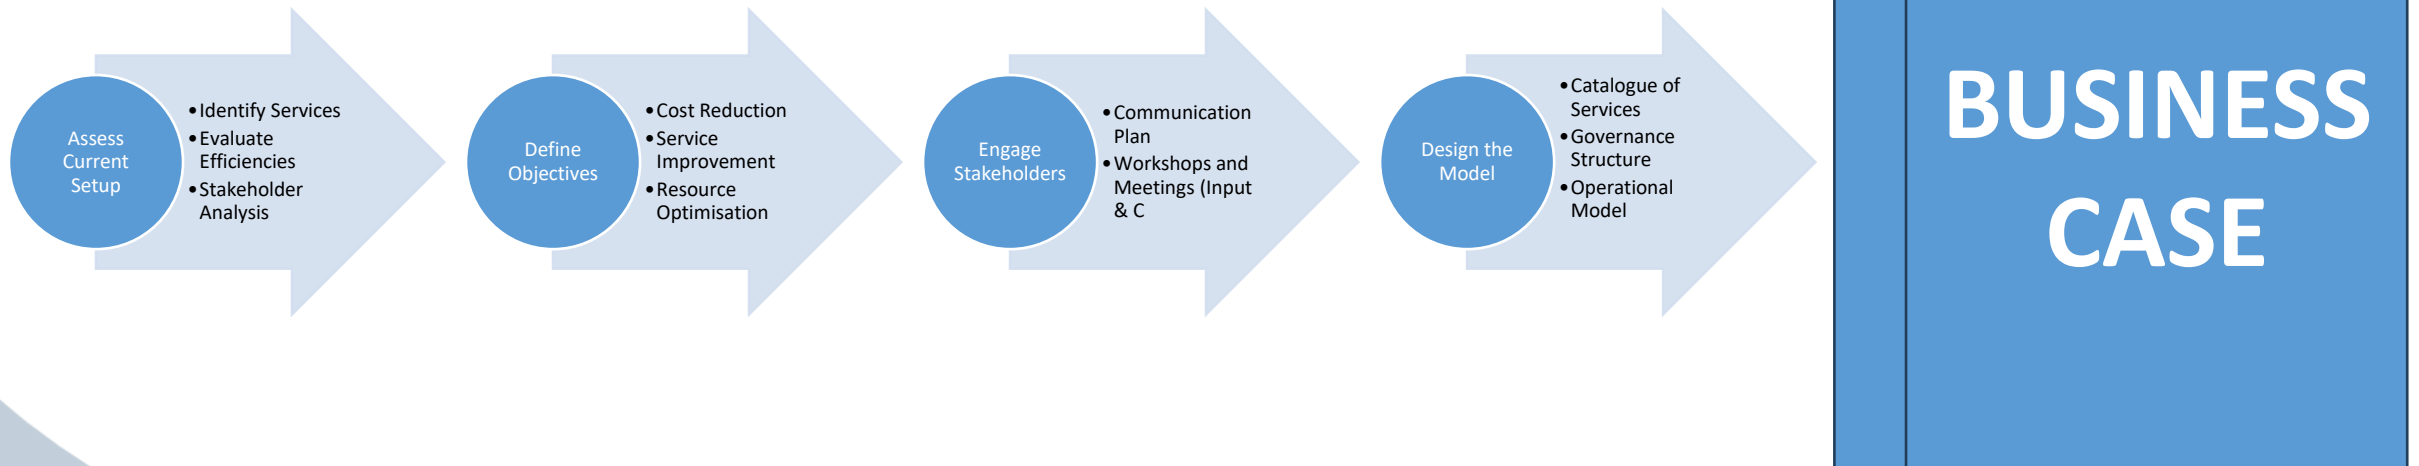 Assess
Current
Setup
•Identify Services
•Evaluate
Efficiencies
•Stakeholder
Analysis
Define
Objectives
•Cost Reduction
•Service
Improvement
•Resource
Optimisation
Engage
Stakeholders
•Communication
Plan
•Workshops and
Meetings (Input
& C
Design the
Model
•Catalogue of
Services
•Governance
Structure
•Operational
Model
BUSINESS
CASE